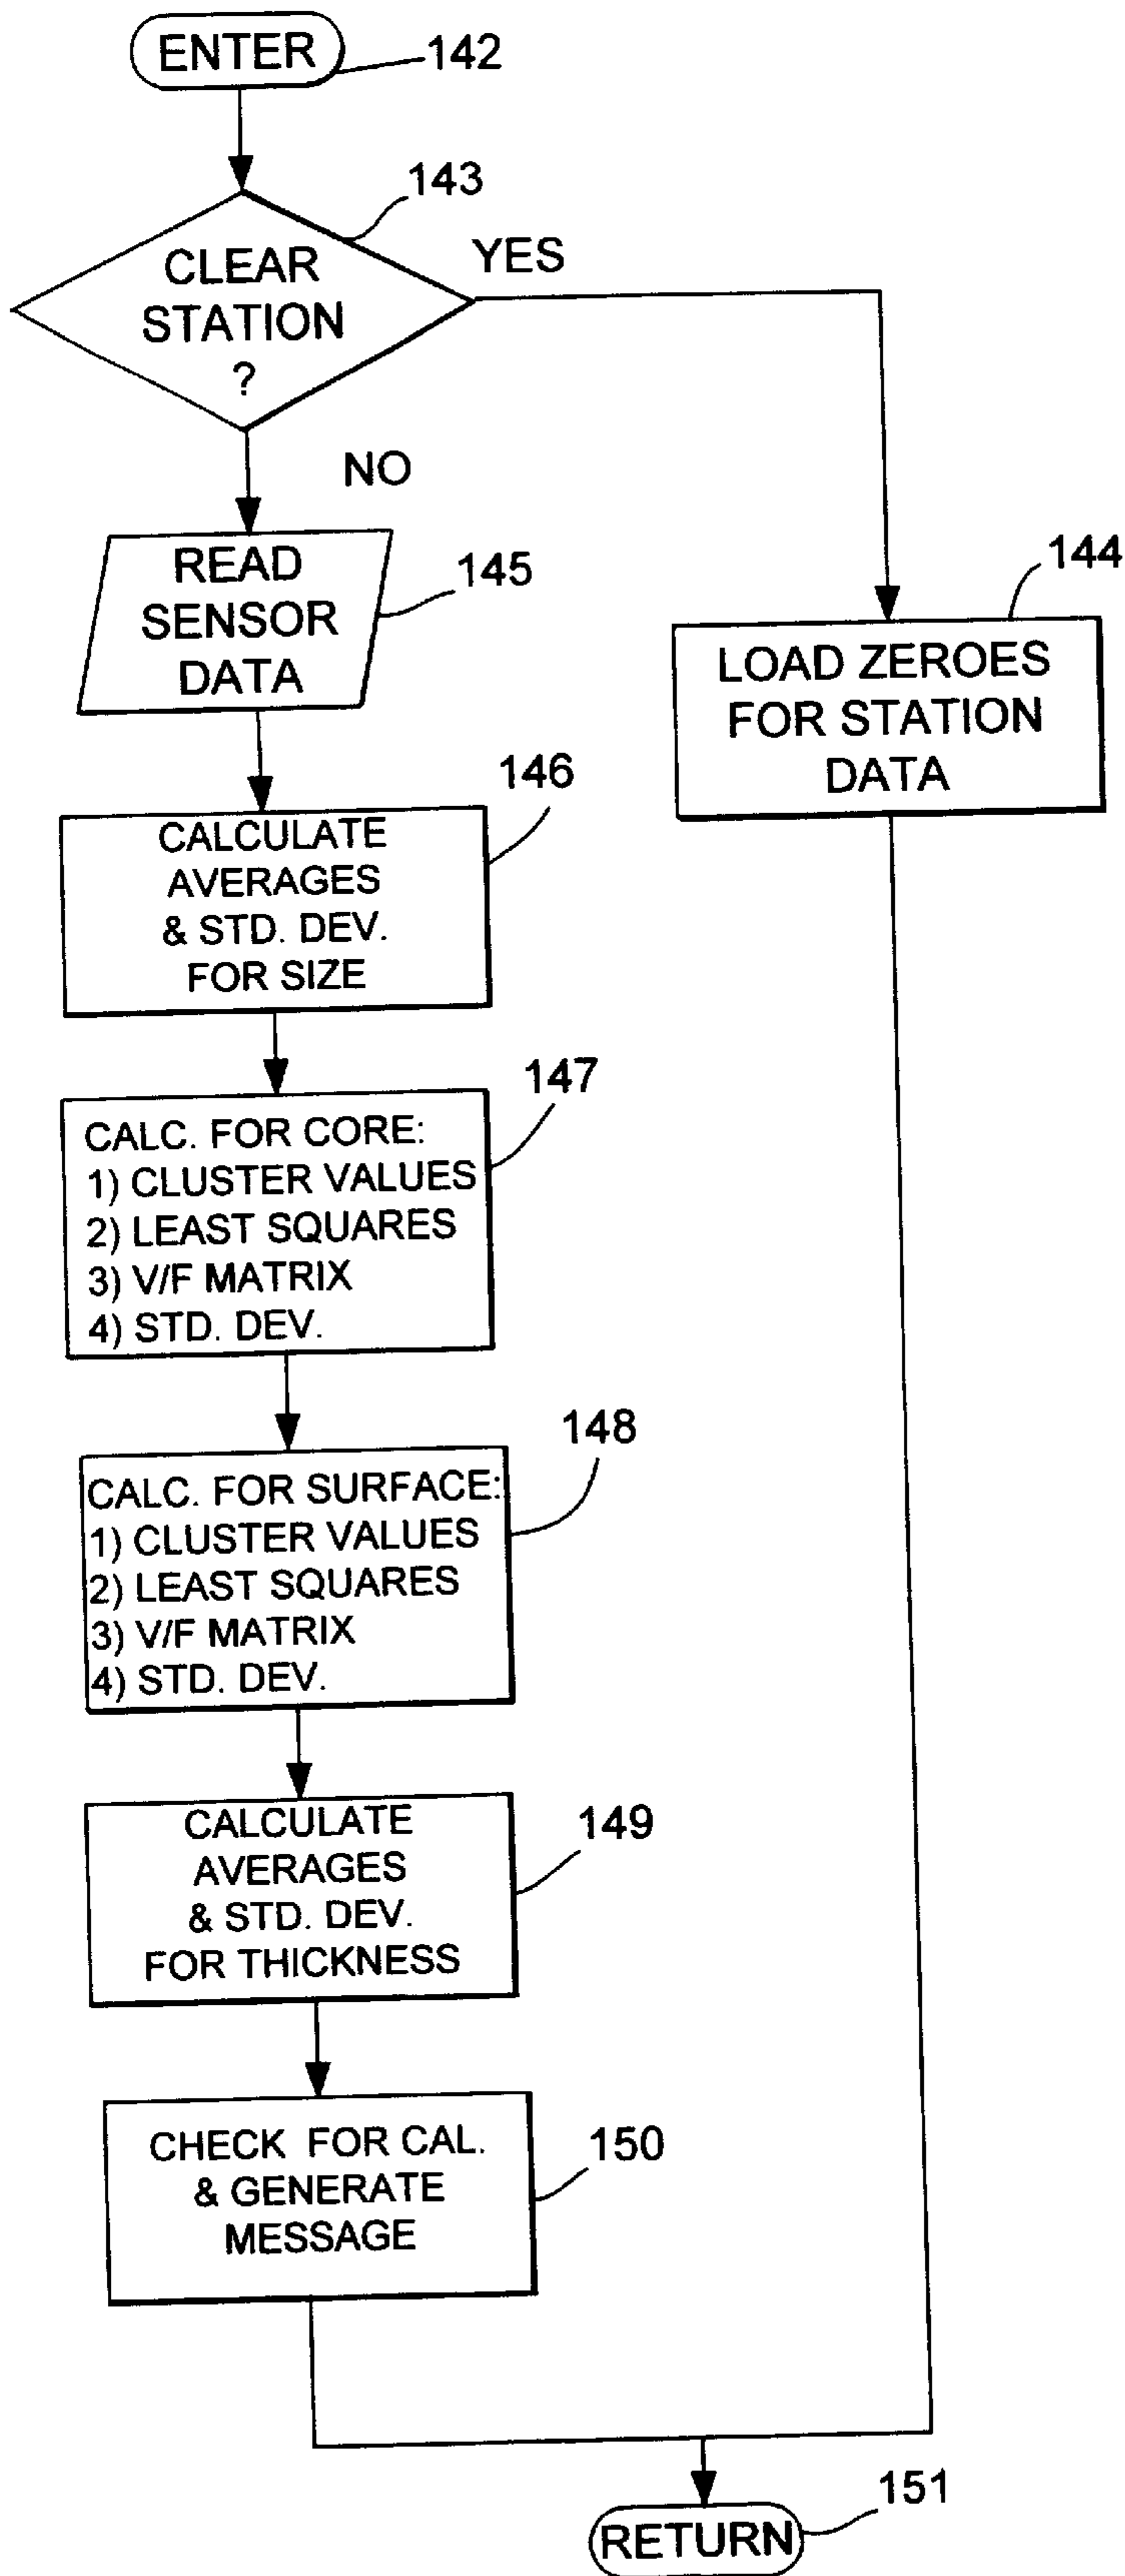 ENTER
142
143
CLEAR
STATION
?
YES
NO
READ
SENSOR
DATA
145
144
LOAD ZEROES
FOR STATION
DATA
146
CALCULATE
AVERAGES
& STD. DEV.
FOR SIZE
147
CALC. FOR CORE:
1) CLUSTER VALUES
2) LEAST SQUARES
3) V/F MATRIX
4) STD. DEV.
148
CALC. FOR SURFACE:
1) CLUSTER VALUES
2) LEAST SQUARES
3) V/F MATRIX
4) STD. DEV.
149
CALCULATE
AVERAGES
& STD. DEV.
FOR THICKNESS
150
CHECK FOR CAL.
& GENERATE
MESSAGE
151
RETURN